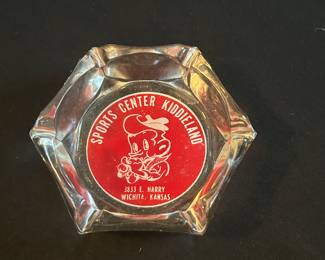 SPORTS CENTER KIDDIELAND
3833 E. HARRY
WICHITA, KANSAS